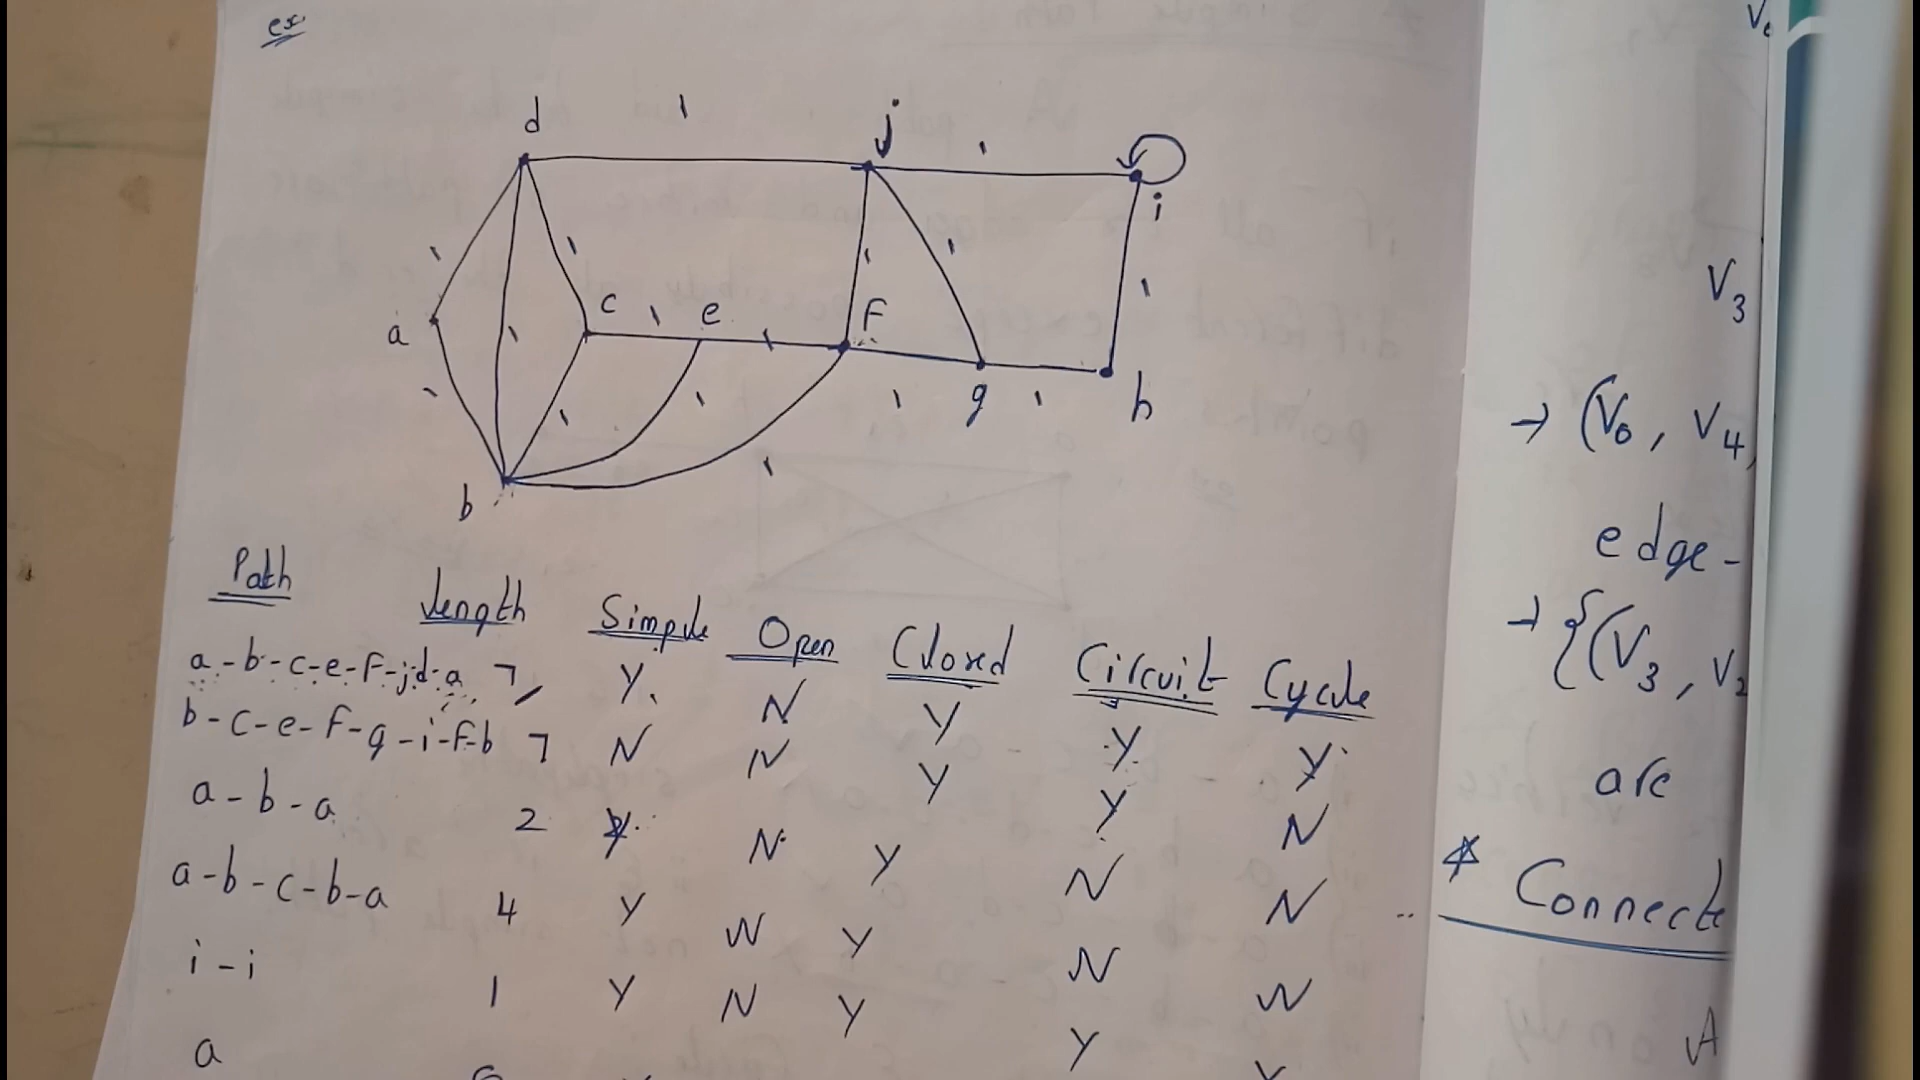 ex:
d
j
i
a
c
e
f
g
h
b
Path Length Simple Open Closed Circuit Cycle
a-b-c-e-f-j-d-a 7 Y N Y Y Y
b-c-e-f-g-i-f-b 7 N N Y Y N
a-b-a 2 N Y N N
a-b-c-b-a 4 Y N Y N N
i-i 1 Y N Y Y Y
a
V3
→ (V0, V4,
edge-
→ {(V3, V2
are
* Connecte
A